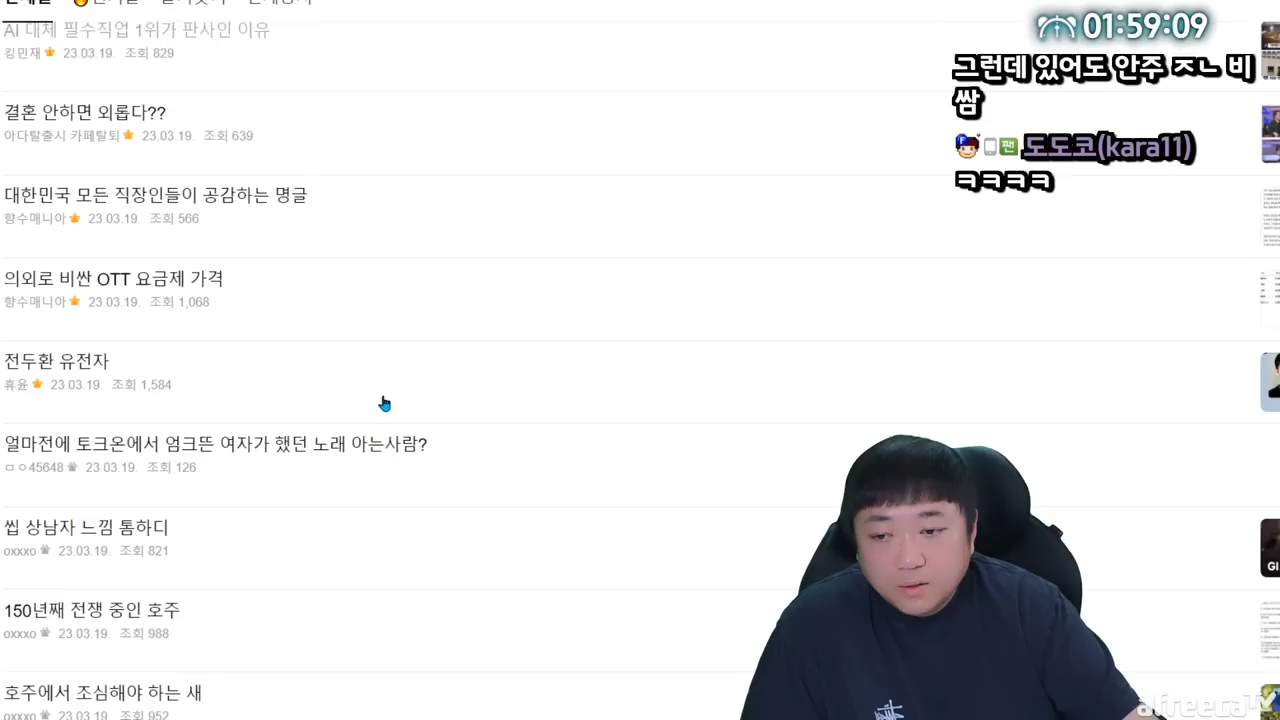 AI 대체 필수직업 1위가 판사인 이유
킹민재 23.03.19. 조회 829
결혼 안하면 외롭다??
아다탈출시 카페탈퇴 23.03.19. 조회 639
대한민국 모든 직장인들이 공감하는 명글
향수매니아 23.03.19. 조회 566
의외로 비싼 OTT 요금제 가격
향수매니아 23.03.19. 조회 1,068
전두환 유전자
휴윤 23.03.19. 조회 1,584
얼마전에 토크온에서 엄크뜬 여자가 했던 노래 아는사람?
ㅁㅇ45648 23.03.19. 조회 126
씹 상남자 느낌 톰하디
oxxxo 23.03.19. 조회 821
150년째 전쟁 중인 호주
oxxxo 23.03.19. 조회 988
호주에서 조심해야 하는 새
oxxxo 23.03.19. 조회 952
01:59:09
그런데 있어도 안주 ㅈㄴ 비
쌈
F 팬 도도코(kara11)
ㅋㅋㅋㅋ
GI
afreecaTV